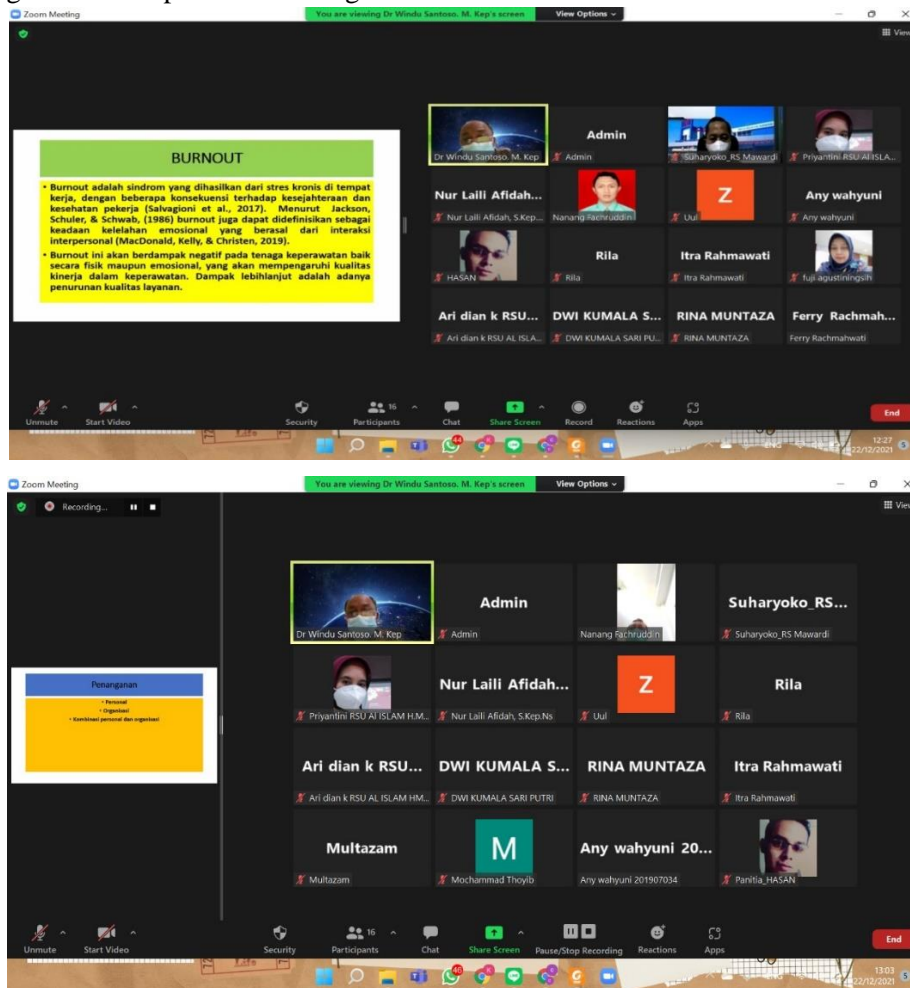 Zoom Meeting
You are viewing Dr Windu Santoso. M. Kep's screen
View Options
View
BURNOUT
• Burnout adalah sindrom yang dihasilkan dari stres kronis di tempat
kerja, dengan beberapa konsekuensi terhadap kesejahteraan dan
kesehatan pekerja (Salvagioni et al., 2017). Menurut Jackson,
Schuler, & Schwab, (1986) burnout juga dapat didefinisikan sebagai
keadaan kelelahan emosional yang berasal dari interaksi
interpersonal (MacDonald, Kelly, & Christen, 2019).
• Burnout ini akan berdampak negatif pada tenaga keperawatan baik
secara fisik maupun emosional, yang akan mempengaruhi kualitas
kinerja dalam keperawatan. Dampak lebihlanjut adalah adanya
penurunan kualitas layanan.
Dr Windu Santoso. M. Kep
Admin
Admin
Suharyoko_RS Mawardi
Priyantini RSU Al ISLA...
Nur Laili Afidah...
Nur Laili Afidah, S.Kep...
Nanang Fachruddin
Z
Uul
Any wahyuni
Any wahyuni
HASAN
Rila
Rila
Itra Rahmawati
Itra Rahmawati
fuji agustiningsih
Ari dian k RSU...
Ari dian k RSU AL ISLA...
DWI KUMALA S...
DWI KUMALA SARI PU...
RINA MUNTAZA
RINA MUNTAZA
Ferry Rachmah...
Ferry Rachmahwati
Unmute
Start Video
Security
16
Participants
Chat
Share Screen
Record
Reactions
Apps
End
44
ENG
12:27
22/12/2021
5
Zoom Meeting
You are viewing Dr Windu Santoso. M. Kep's screen
View Options
Recording...
View
Penanganan
• Personal
• Organisasi
• Kombinasi personal dan organisasi
Dr Windu Santoso. M. Kep
Admin
Admin
Nanang Fachruddin
Suharyoko_RS...
Suharyoko_RS Mawardi
Priyantini RSU Al ISLAM H.M...
Nur Laili Afidah...
Nur Laili Afidah, S.Kep.Ns
Z
Uul
Rila
Rila
Ari dian k RSU...
Ari dian k RSU AL ISLAM HM...
DWI KUMALA S...
DWI KUMALA SARI PUTRI
RINA MUNTAZA
RINA MUNTAZA
Itra Rahmawati
Itra Rahmawati
Multazam
Multazam
M
Mochammad Thoyib
Any wahyuni 20...
Any wahyuni 201907034
Panitia_HASAN
Unmute
Start Video
Security
16
Participants
Chat
Share Screen
Pause/Stop Recording
Reactions
Apps
End
Life
46
ENG
13:03
22/12/2021
5